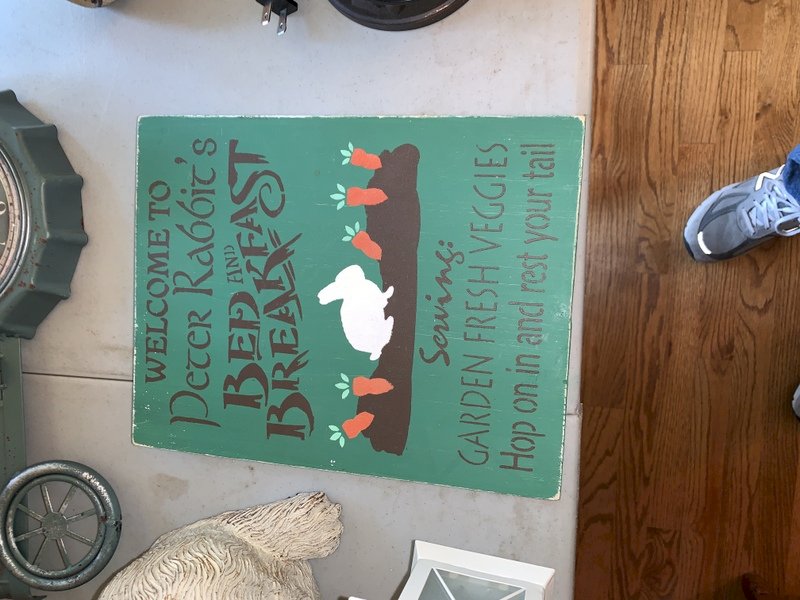 WELCOME TO
Peter Rabbit's
BED AND
BREAKFAST
Serving:
GARDEN FRESH VEGGIES
Hop on in and rest your tail